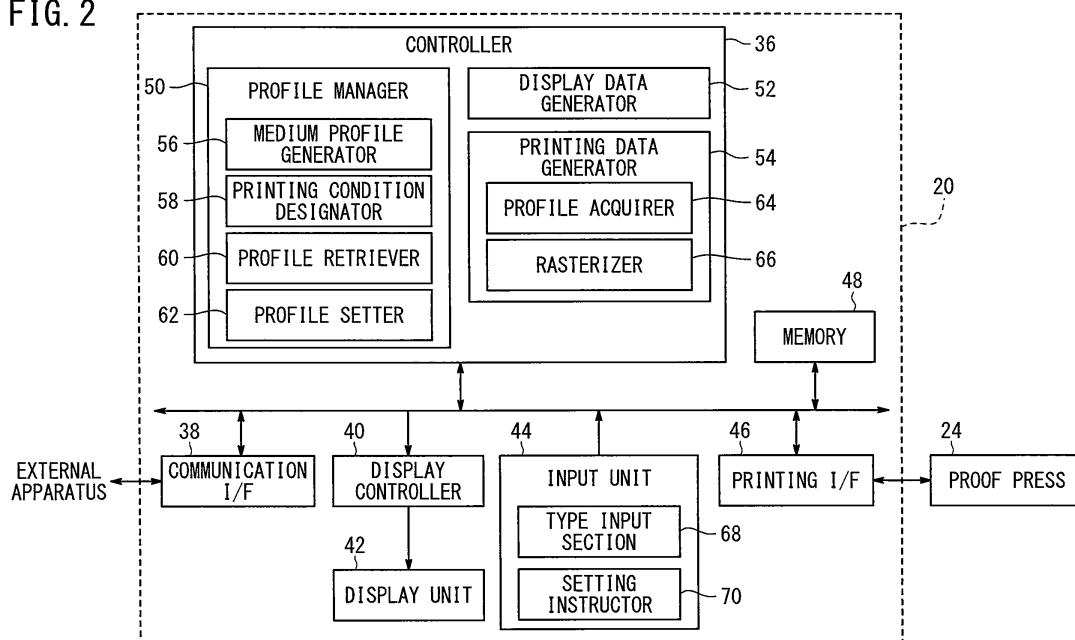 FIG. 2
CONTROLLER
36
50
PROFILE MANAGER
DISPLAY DATA
GENERATOR
52
56
MEDIUM PROFILE
GENERATOR
PRINTING DATA
GENERATOR
54
58
PRINTING CONDITION
DESIGNATOR
PROFILE ACQUIRER
64
20
60
PROFILE RETRIEVER
RASTERIZER
66
62
PROFILE SETTER
48
MEMORY
38
40
44
46
24
EXTERNAL
APPARATUS
COMMUNICATION
I/F
DISPLAY
CONTROLLER
INPUT UNIT
PRINTING I/F
PROOF PRESS
TYPE INPUT
SECTION
68
42
DISPLAY UNIT
SETTING
INSTRUCTOR
70